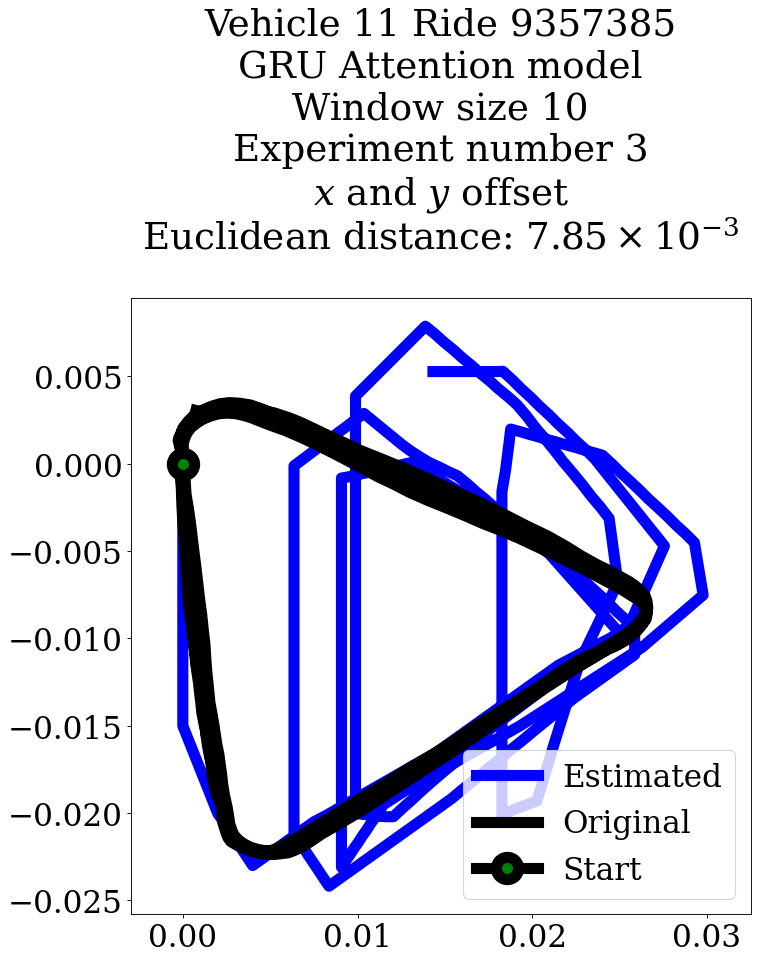 Vehicle 11 Ride 9357385
GRU Attention model
Window size 10
Experiment number 3
x and y offset
Euclidean distance: 7.85 × 10⁻³
0.005
0.000
−0.005
−0.010
−0.015
−0.020
−0.025
Estimated
Original
Start
0.00 0.01 0.02 0.03